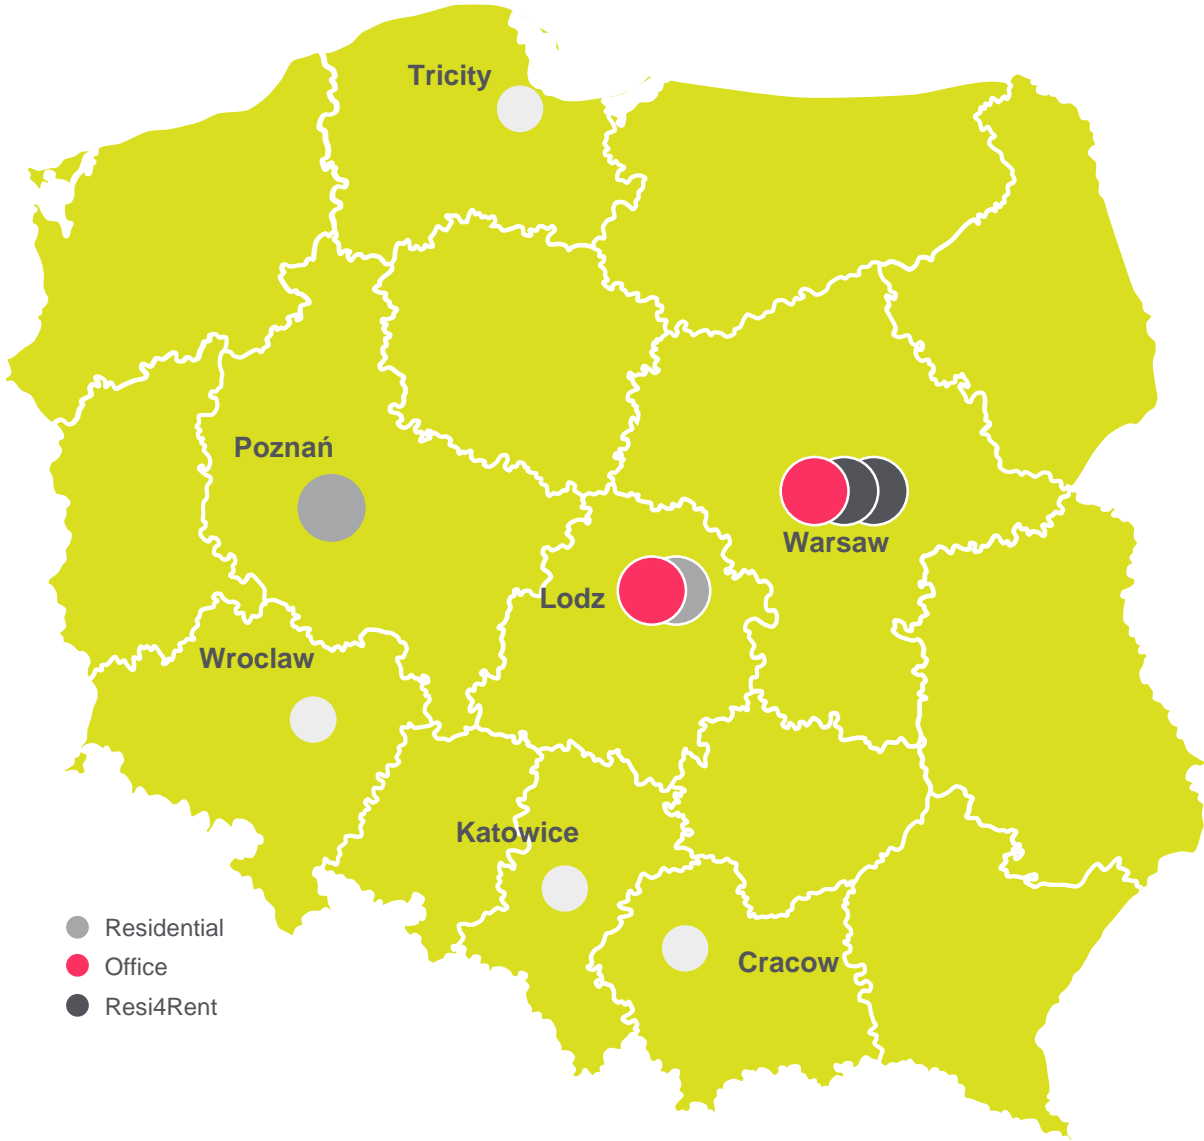 Tricity
Poznań
Warsaw
Lodz
Wroclaw
Katowice
Cracow
Residential
Office
Resi4Rent